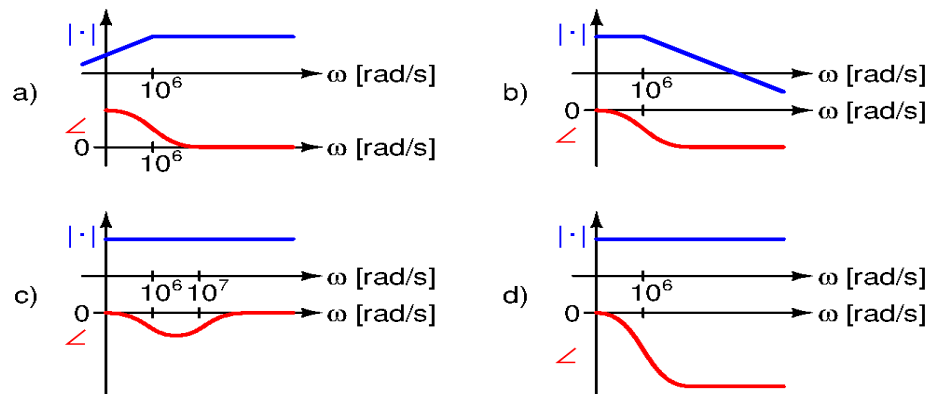 |·|
ω [rad/s]
10⁶
a)
∠
0
10⁶
ω [rad/s]
|·|
ω [rad/s]
10⁶
b)
0
ω [rad/s]
∠
|·|
ω [rad/s]
10⁶ 10⁷
c)
0
ω [rad/s]
∠
|·|
ω [rad/s]
10⁶
d)
0
ω [rad/s]
∠